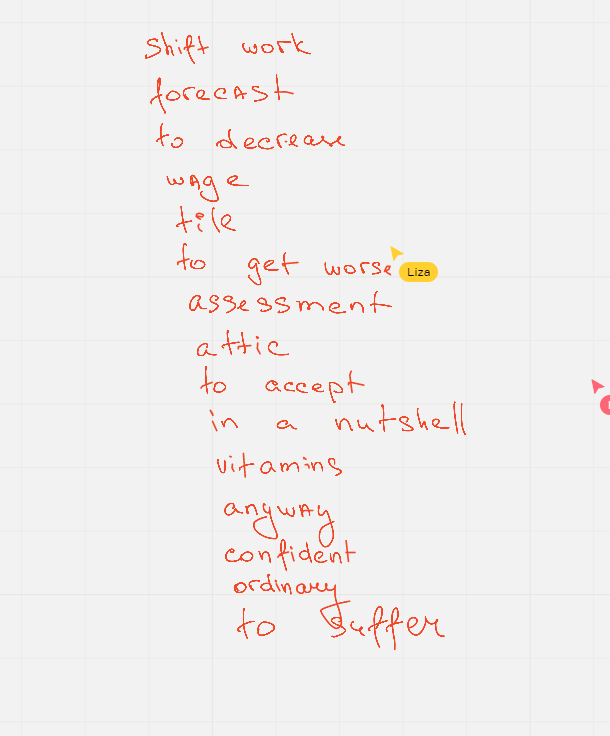 Shift work
forecast
to decrease
wage
tile
to get worse
Liza
assessment
attic
to accept
in a nutshell
vitamins
anyway
confident
ordinary
to suffer